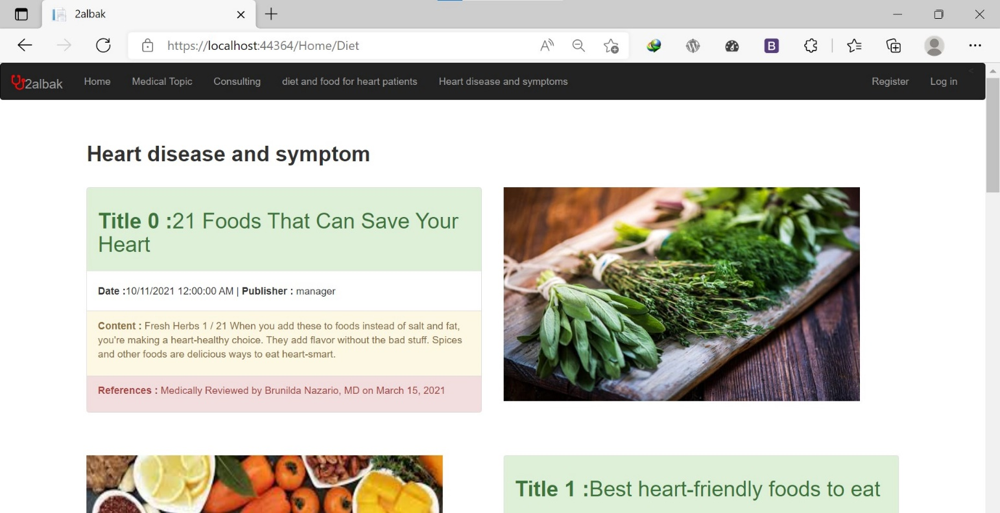 2albak
https://localhost:44364/Home/Diet
2albak Home Medical Topic Consulting diet and food for heart patients Heart disease and symptoms Register Log in
Heart disease and symptom
Title 0 :21 Foods That Can Save Your
Heart
Date :10/11/2021 12:00:00 AM | Publisher : manager
Content : Fresh Herbs 1 / 21 When you add these to foods instead of salt and fat,
you're making a heart-healthy choice. They add flavor without the bad stuff. Spices
and other foods are delicious ways to eat heart-smart.
References : Medically Reviewed by Brunilda Nazario, MD on March 15, 2021
Title 1 :Best heart-friendly foods to eat